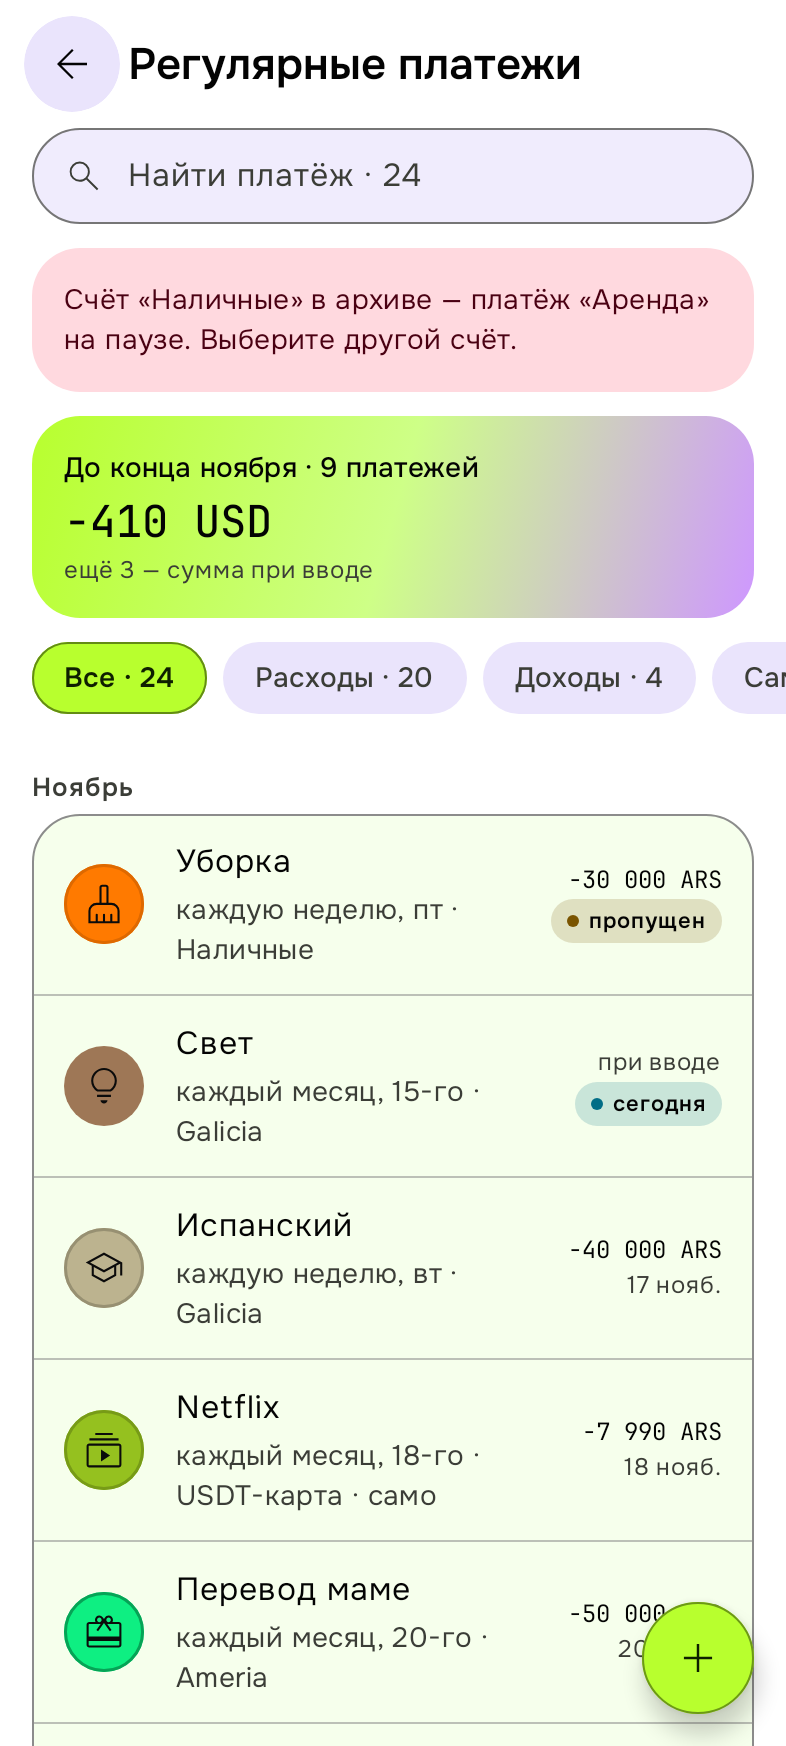 Регулярные платежи
Найти платёж · 24
Счёт «Наличные» в архиве — платёж «Аренда»
на паузе. Выберите другой счёт.
До конца ноября · 9 платежей
-410 USD
ещё 3 — сумма при вводе
Все · 24
Расходы · 20
Доходы · 4
Ноябрь
Уборка
каждую неделю, пт ·
Наличные
-30 000 ARS
пропущен
Свет
каждый месяц, 15-го ·
Galicia
при вводе
сегодня
Испанский
каждую неделю, вт ·
Galicia
-40 000 ARS
17 нояб.
Netflix
каждый месяц, 18-го ·
USDT-карта · само
-7 990 ARS
18 нояб.
Перевод маме
каждый месяц, 20-го ·
Ameria
-50 000
20